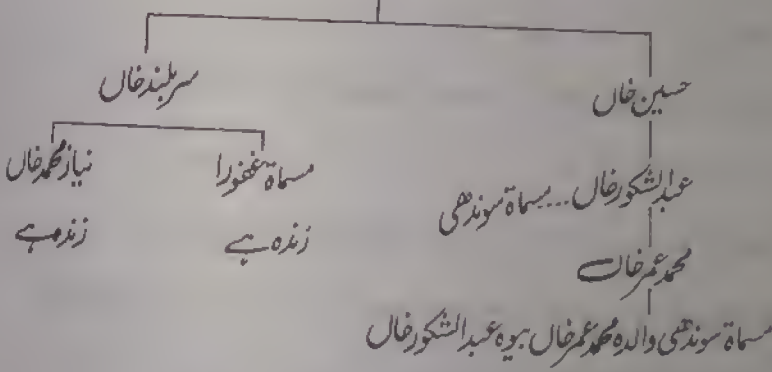 حسین خاں سربلند خاں
مسماۃ غفورا نیاز محمد خاں
عبدالشکور خاں ... مسماۃ سوندھی
زندہ ہے زندہ ہے
محمد عمر خاں
مسماۃ سوندھی والدہ محمد عمر خاں بیوہ عبدالشکور خاں